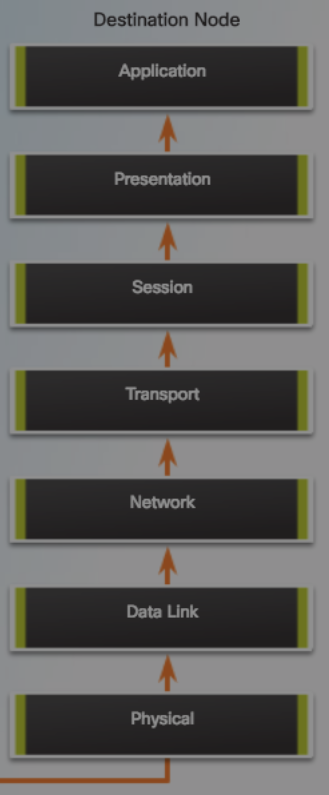 Destination Node
Application
Presentation
Session
Transport
Network
Data Link
Physical